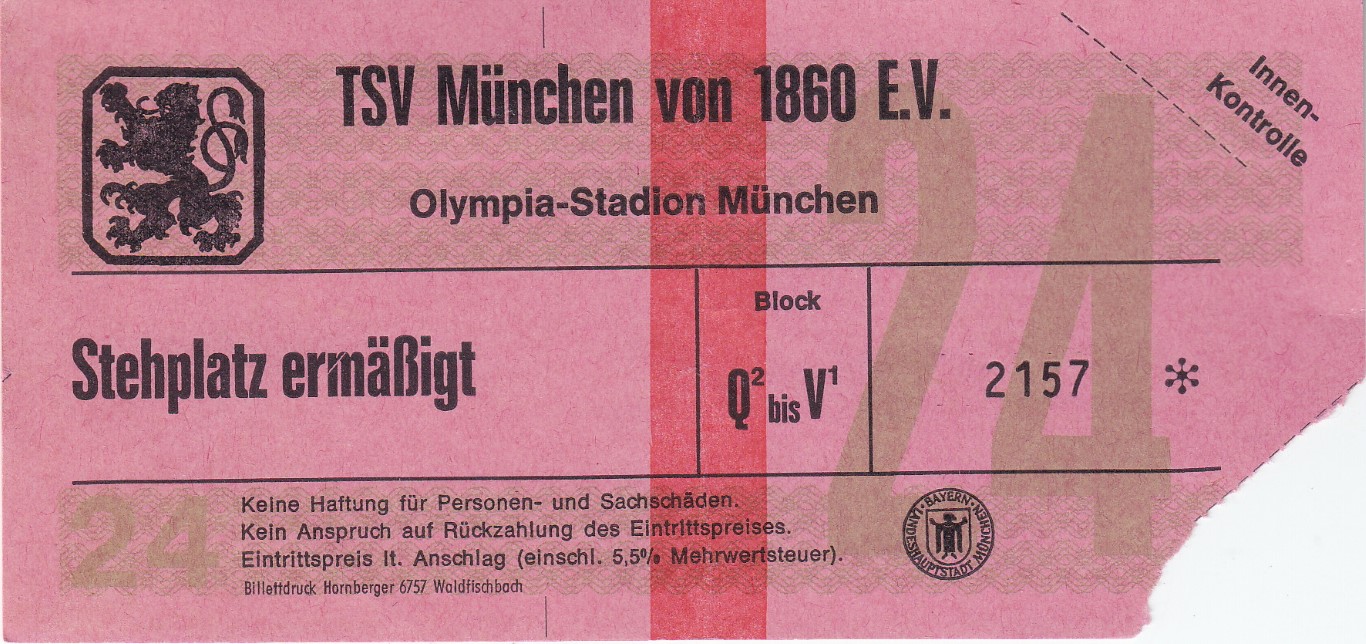 TSV München von 1860 E.V.
Innen-
Kontrolle
Olympia-Stadion München
Stehplatz ermäßigt
Block
Q² bis V¹
2157 *
24
24
Keine Haftung für Personen- und Sachschäden.
Kein Anspruch auf Rückzahlung des Eintrittspreises.
Eintrittspreis lt. Anschlag (einschl. 5,5% Mehrwertsteuer).
Billettdruck Hornberger 6757 Waldfischbach
· BAYERN ·
LANDESHAUPTSTADT MÜNCHEN